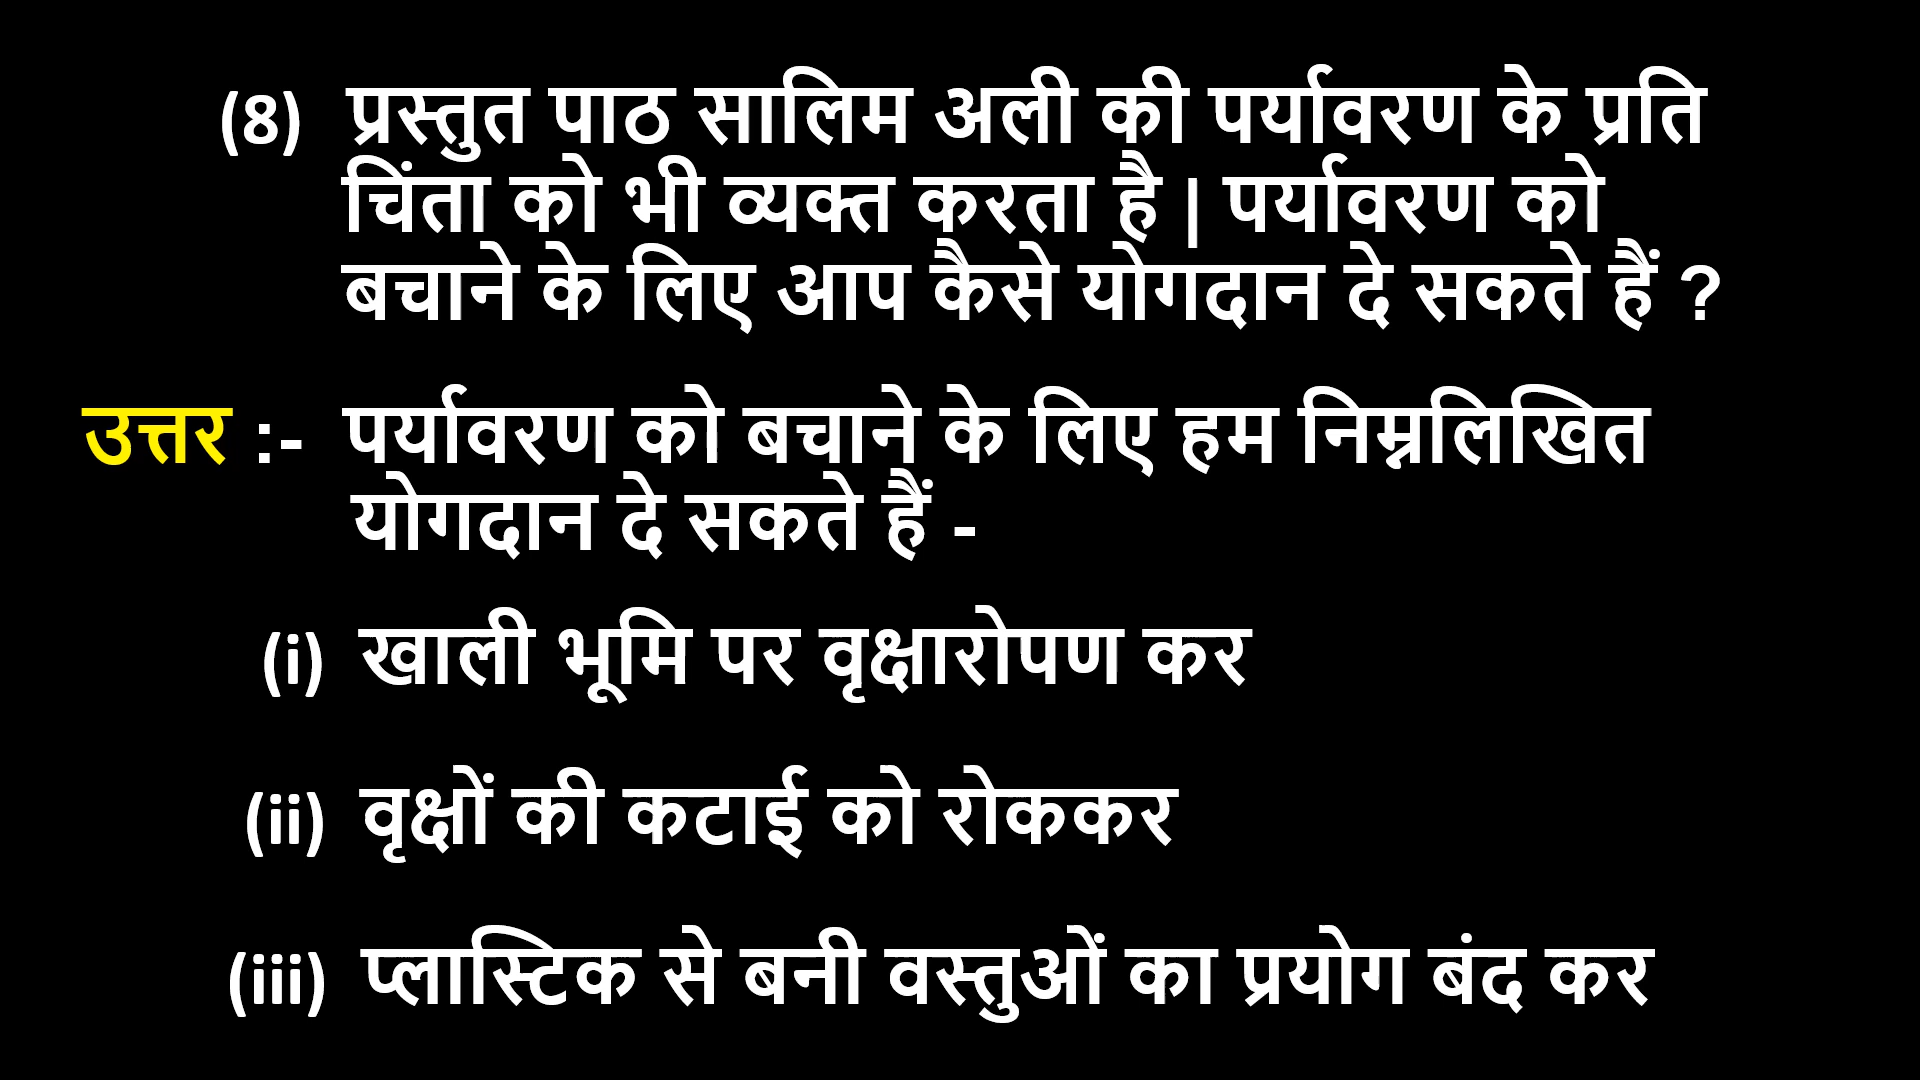 (8) प्रस्तुत पाठ सालिम अली की पर्यावरण के प्रति
चिंता को भी व्यक्त करता है | पर्यावरण को
बचाने के लिए आप कैसे योगदान दे सकते हैं ?
उत्तर :- पर्यावरण को बचाने के लिए हम निम्नलिखित
योगदान दे सकते हैं -
(i) खाली भूमि पर वृक्षारोपण कर
(ii) वृक्षों की कटाई को रोककर
(iii) प्लास्टिक से बनी वस्तुओं का प्रयोग बंद कर